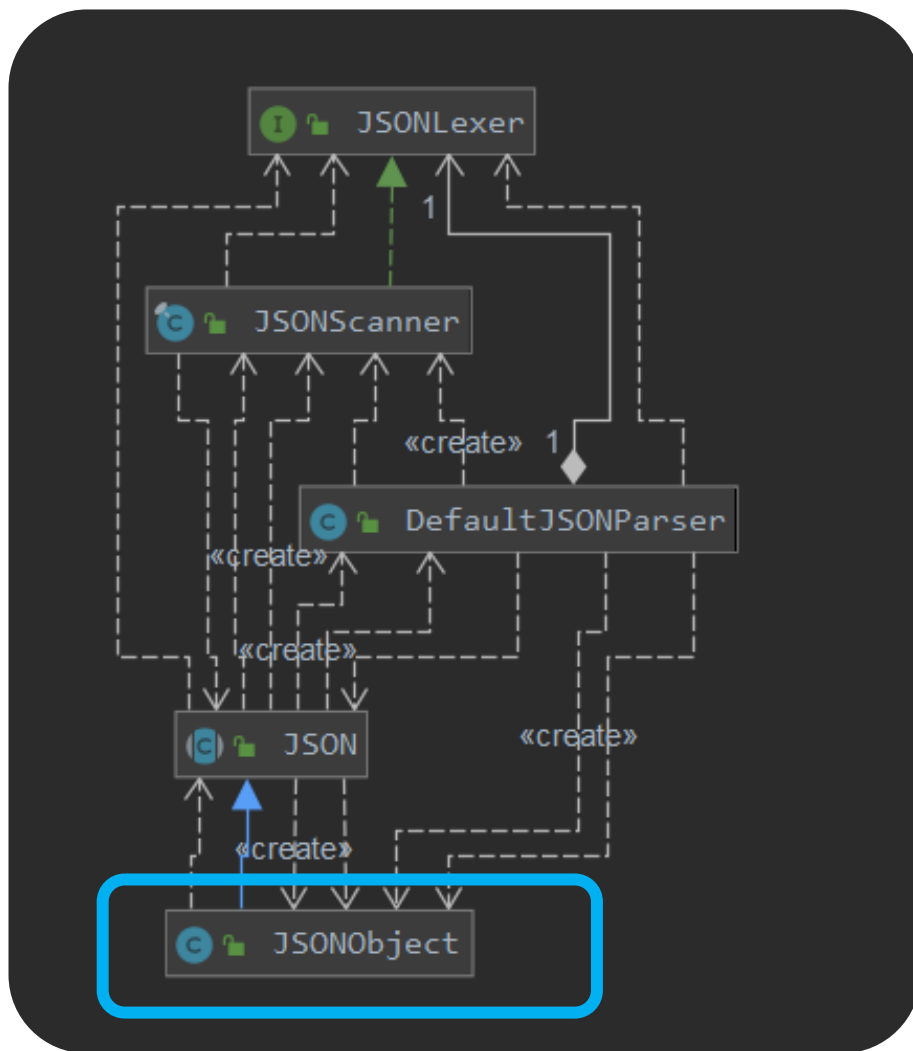 I JSONLexer
1
C JSONScanner
«create» 1
C DefaultJSONParser
«create»
«create»
C JSON
«create»
«create»
C JSONObject